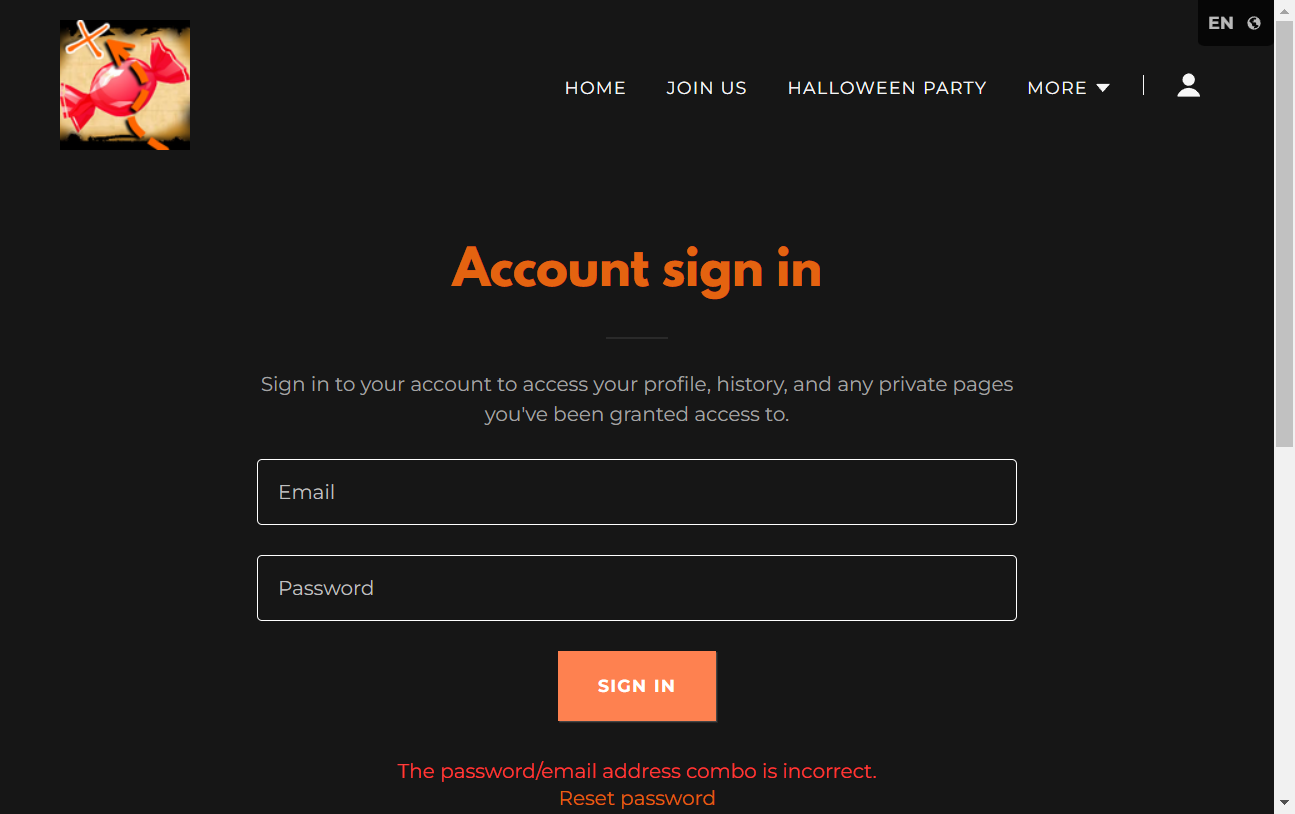 EN
HOME JOIN US HALLOWEEN PARTY MORE
Account sign in
Sign in to your account to access your profile, history, and any private pages
you've been granted access to.
Email
Password
SIGN IN
The password/email address combo is incorrect.
Reset password